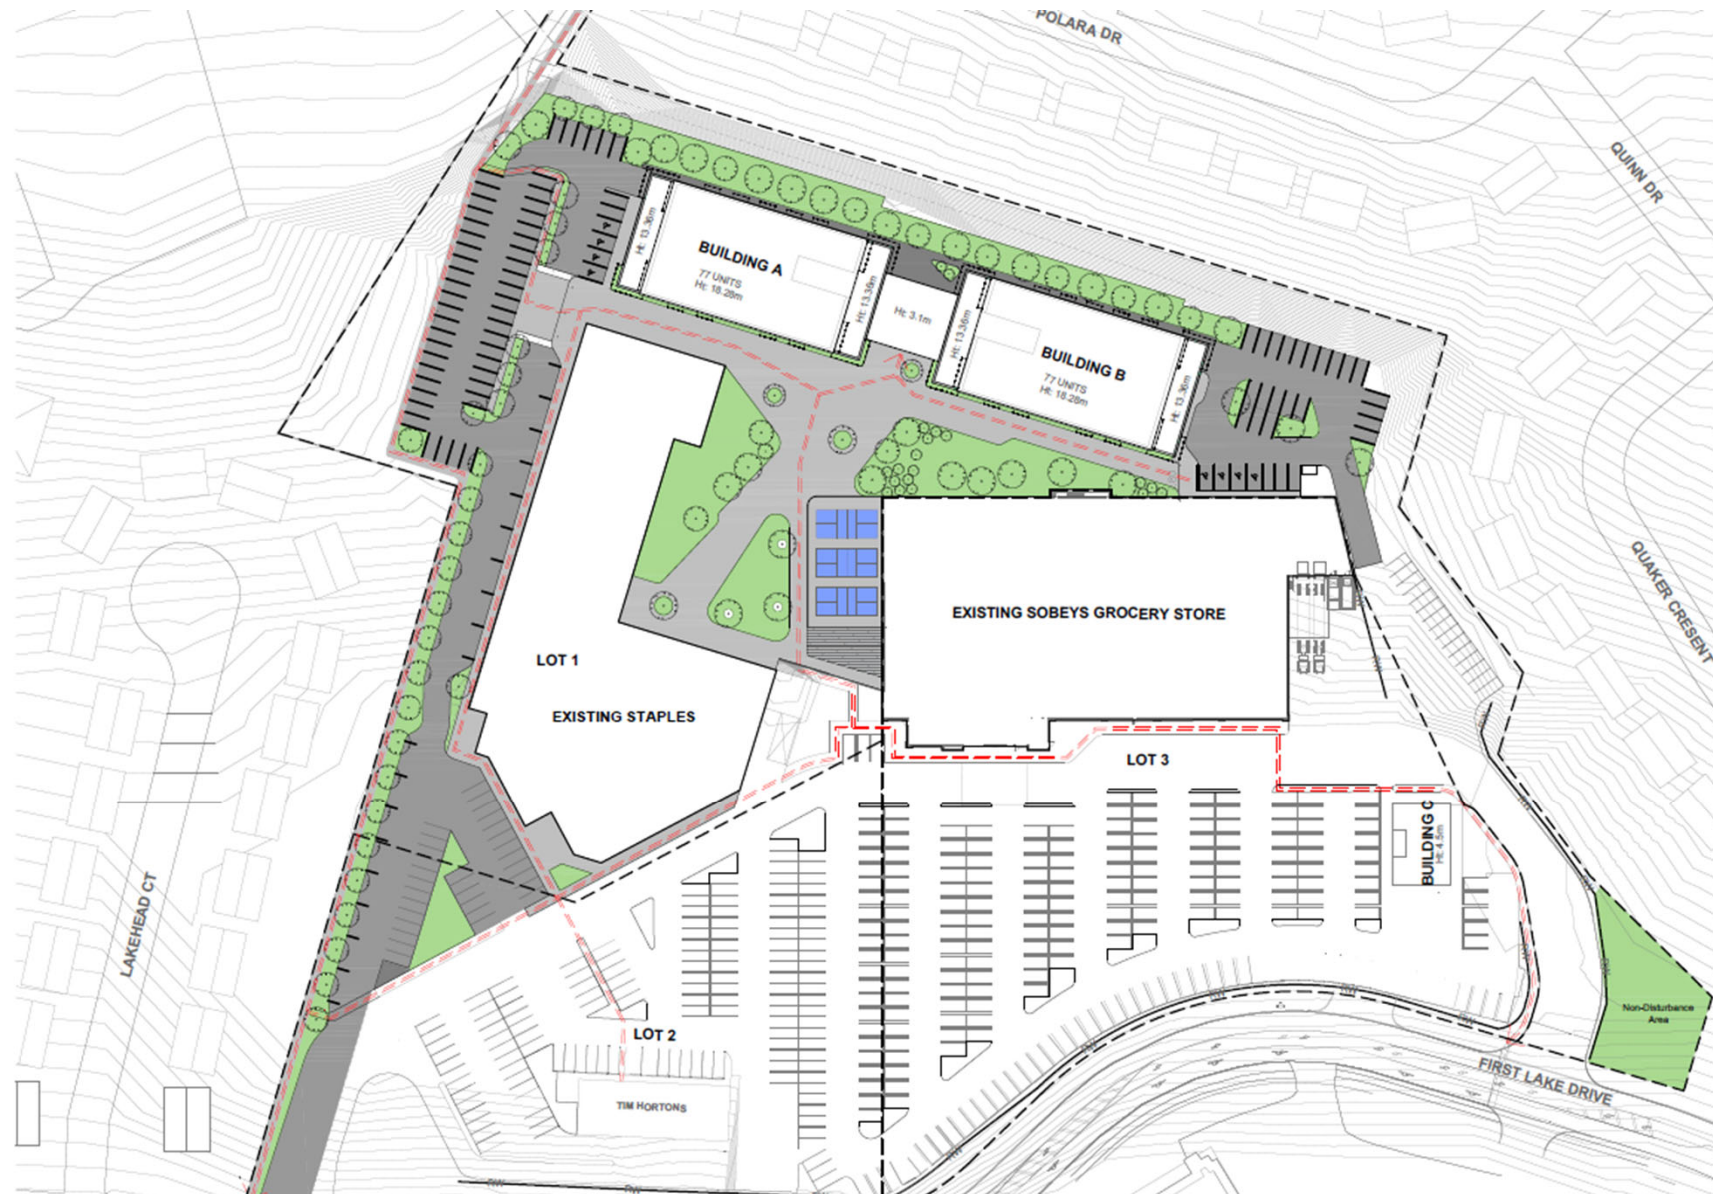 POLARA DR
QUINN DR
Ht: 13.36m
BUILDING A
77 UNITS
Ht: 18.28m
Ht: 13.36m
Ht: 3.1m
Ht: 13.36m
BUILDING B
77 UNITS
Ht: 18.28m
Ht: 13.36m
QUAKER CRESENT
EXISTING SOBEYS GROCERY STORE
LOT 1
EXISTING STAPLES
LOT 3
BUILDING C
Ht: 4.5m
LAKEHEAD CT
Non-Disturbance
Area
LOT 2
FIRST LAKE DRIVE
TIM HORTONS